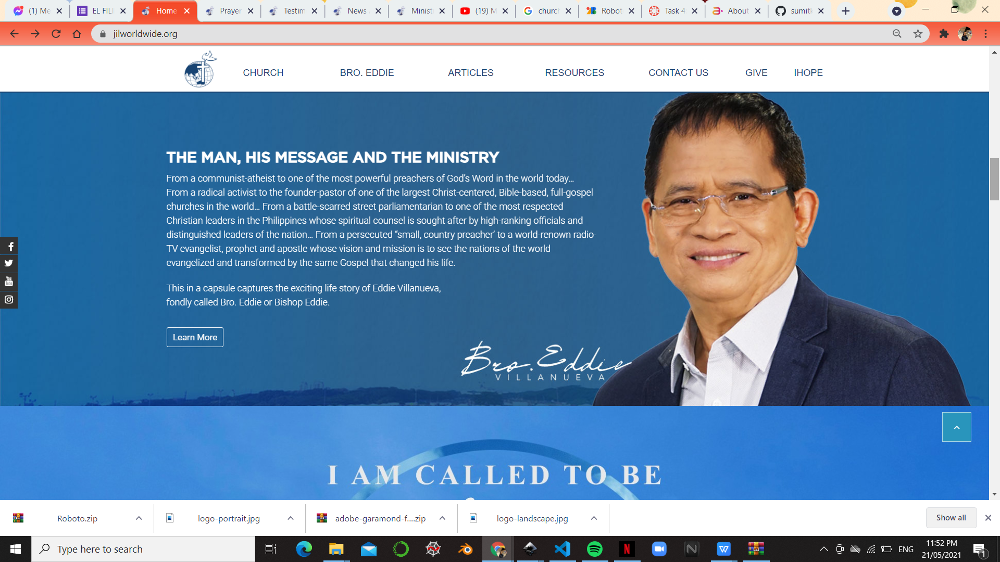 (1) Me
EL FILI
Home
Prayer
Testim
News
Minist
(19) M
church
Robot
Task 4
About
sumit
jilworldwide.org
CHURCH
BRO. EDDIE
ARTICLES
RESOURCES
CONTACT US
GIVE
IHOPE
THE MAN, HIS MESSAGE AND THE MINISTRY
From a communist-atheist to one of the most powerful preachers of God's Word in the world today...
From a radical activist to the founder-pastor of one of the largest Christ-centered, Bible-based, full-gospel
churches in the world... From a battle-scarred street parliamentarian to one of the most respected
Christian leaders in the Philippines whose spiritual counsel is sought after by high-ranking officials and
distinguished leaders of the nation... From a persecuted “small, country preacher’ to a world-renown radio-
TV evangelist, prophet and apostle whose vision and mission is to see the nations of the world
evangelized and transformed by the same Gospel that changed his life.
This in a capsule captures the exciting life story of Eddie Villanueva,
fondly called Bro. Eddie or Bishop Eddie.
Learn More
Bro. Eddie
VILLANUEVA
I AM CALLED TO BE
Roboto.zip
logo-portrait.jpg
adobe-garamond-f....zip
logo-landscape.jpg
Show all
Type here to search
ENG
11:52 PM
21/05/2021
1